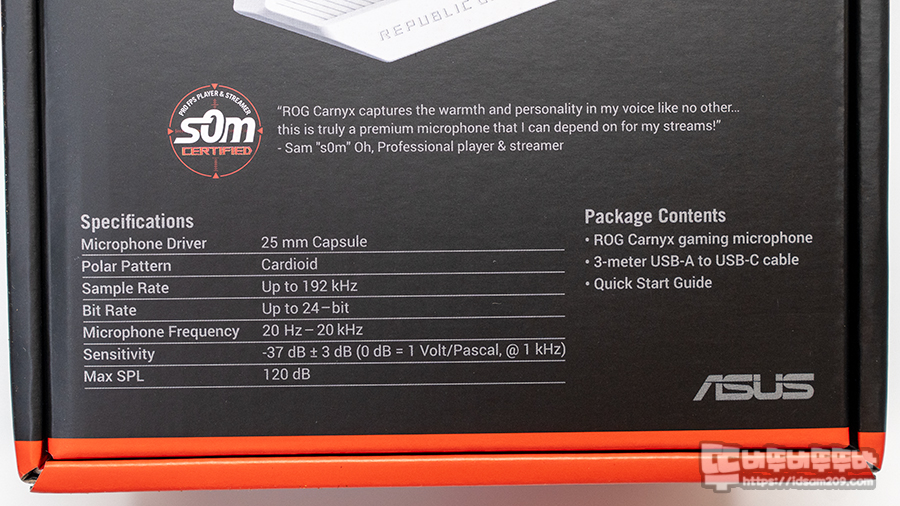 REPUBLIC
PRO FPS PLAYER & STREAMER
s0m
CERTIFIED
"ROG Carnyx captures the warmth and personality in my voice like no other...
this is truly a premium microphone that I can depend on for my streams!"
- Sam "s0m" Oh, Professional player & streamer
Specifications
Microphone Driver 25 mm Capsule
Polar Pattern Cardioid
Sample Rate Up to 192 kHz
Bit Rate Up to 24–bit
Microphone Frequency 20 Hz – 20 kHz
Sensitivity -37 dB ± 3 dB (0 dB = 1 Volt/Pascal, @ 1 kHz)
Max SPL 120 dB
Package Contents
• ROG Carnyx gaming microphone
• 3-meter USB-A to USB-C cable
• Quick Start Guide
ASUS
https://idsam209.com